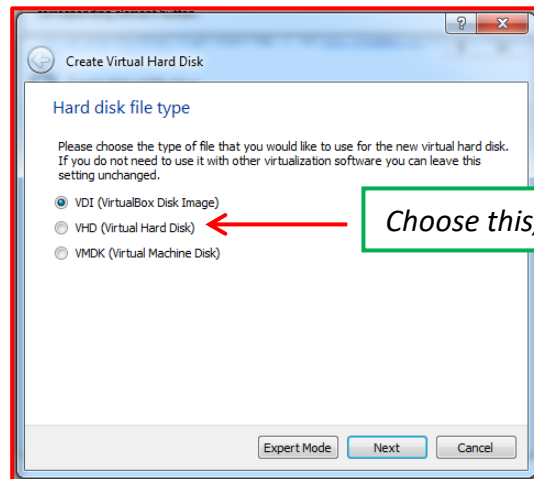 corresponding element button.
Create Virtual Hard Disk
Hard disk file type
Please choose the type of file that you would like to use for the new virtual hard disk.
If you do not need to use it with other virtualization software you can leave this
setting unchanged.
VDI (VirtualBox Disk Image)
VHD (Virtual Hard Disk)
Choose this,
VMDK (Virtual Machine Disk)
Expert Mode
Next
Cancel